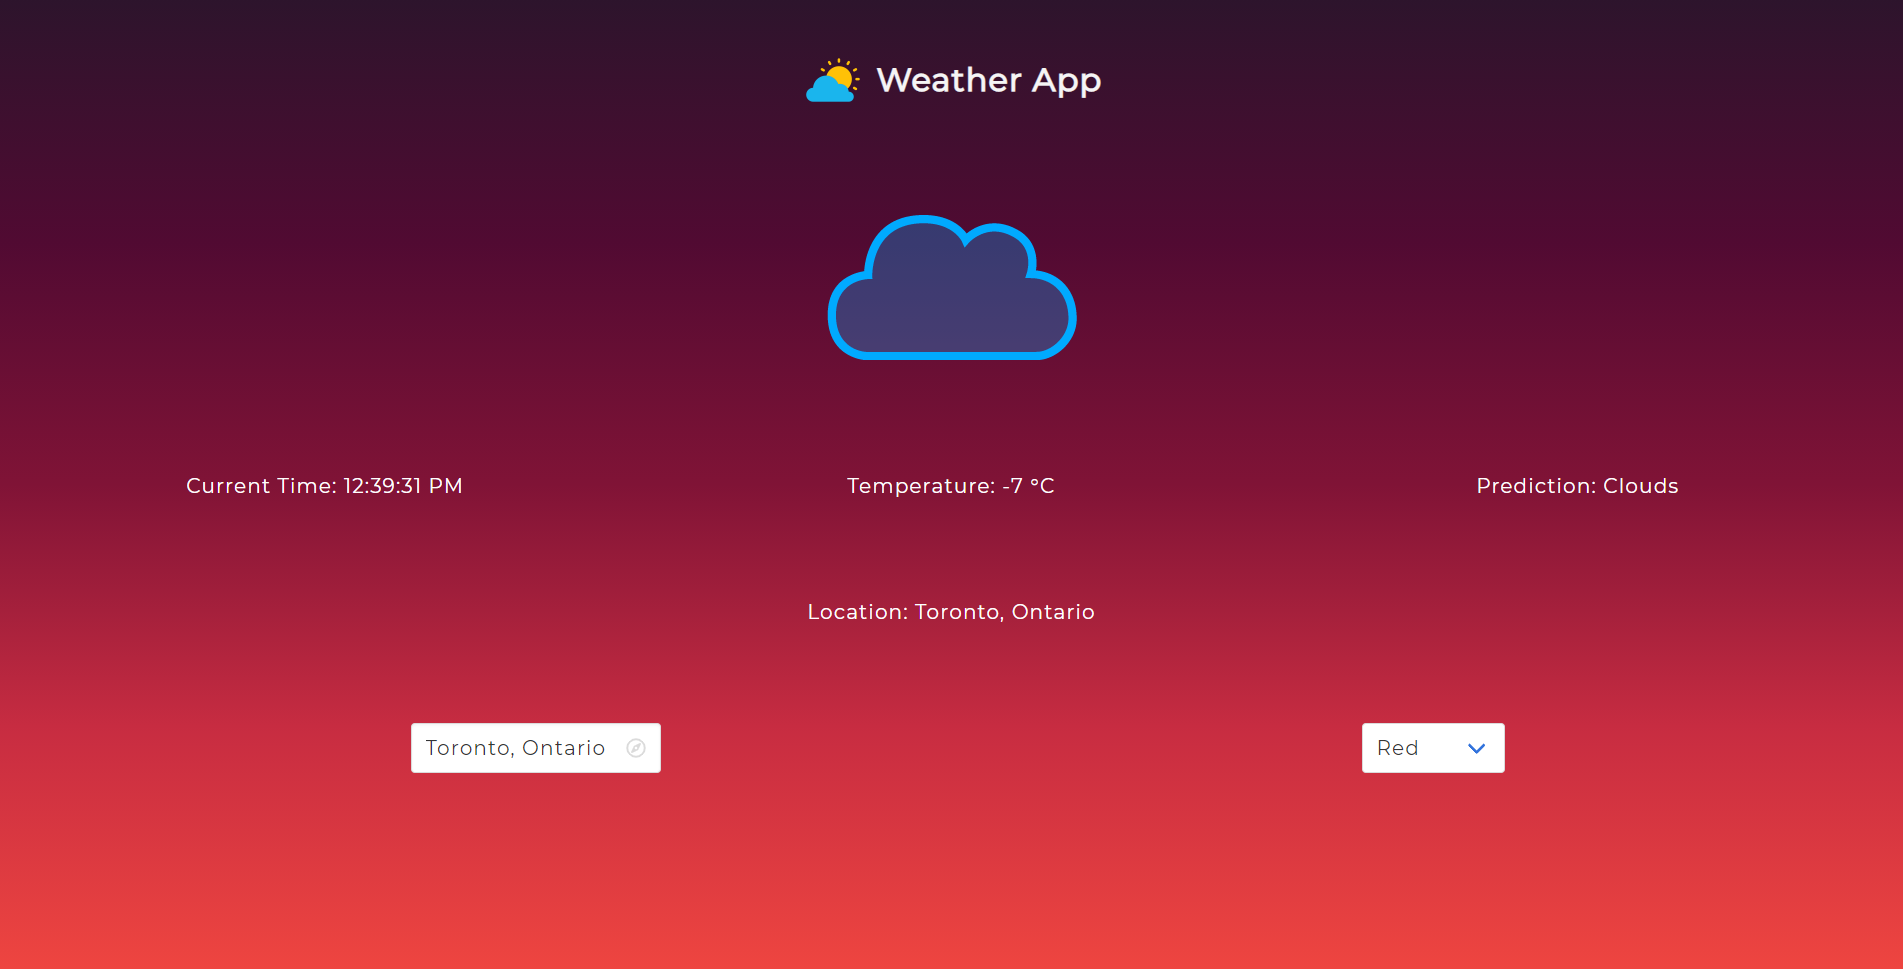 Weather App
Current Time: 12:39:31 PM
Temperature: -7 °C
Prediction: Clouds
Location: Toronto, Ontario
Toronto, Ontario
Red